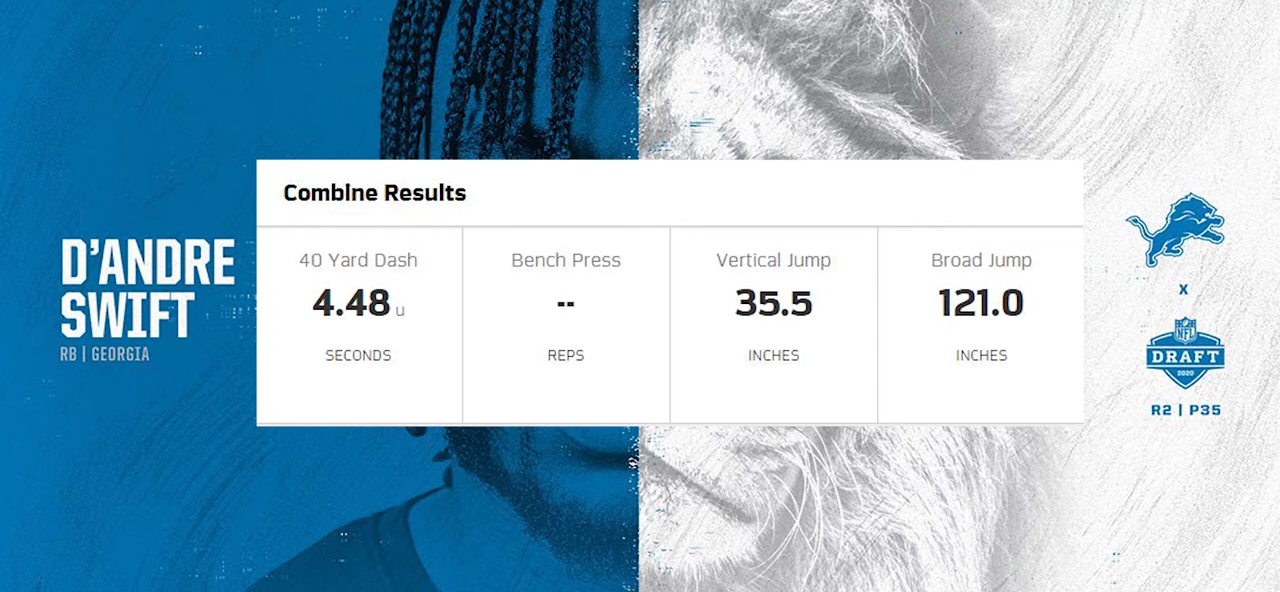 D'ANDRE
SWIFT
RB | GEORGIA
Combine Results
40 Yard Dash
4.48 u
SECONDS
Bench Press
--
REPS
Vertical Jump
35.5
INCHES
Broad Jump
121.0
INCHES
X
NFL
DRAFT
2020
R2 | P35